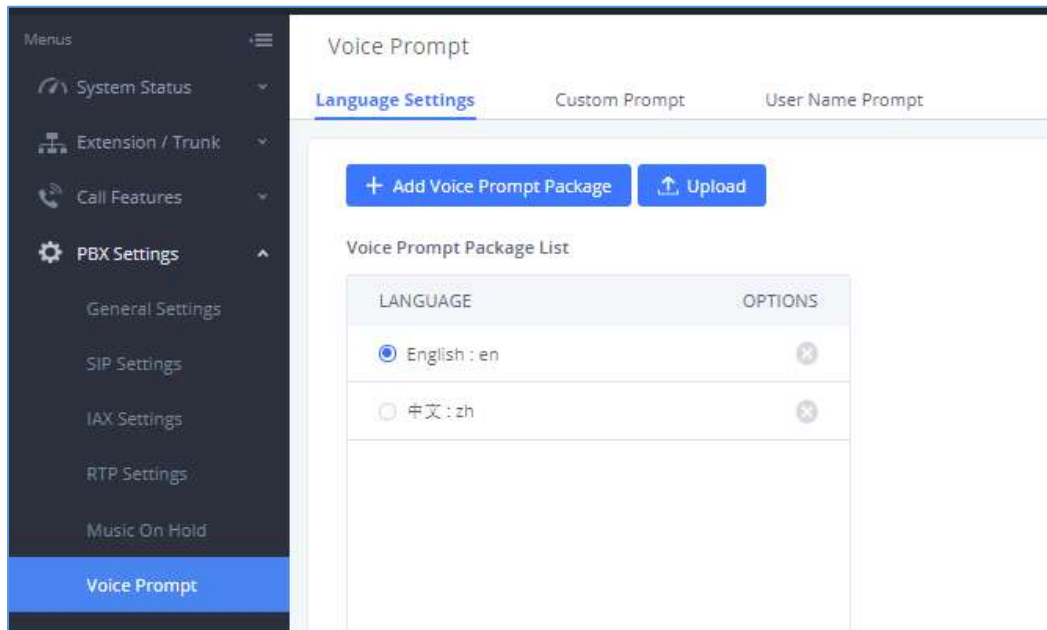 Menus
System Status
Extension / Trunk
Call Features
PBX Settings
General Settings
SIP Settings
IAX Settings
RTP Settings
Music On Hold
Voice Prompt
Voice Prompt
Language Settings Custom Prompt User Name Prompt
+ Add Voice Prompt Package Upload
Voice Prompt Package List
LANGUAGE OPTIONS
English : en
中文 : zh